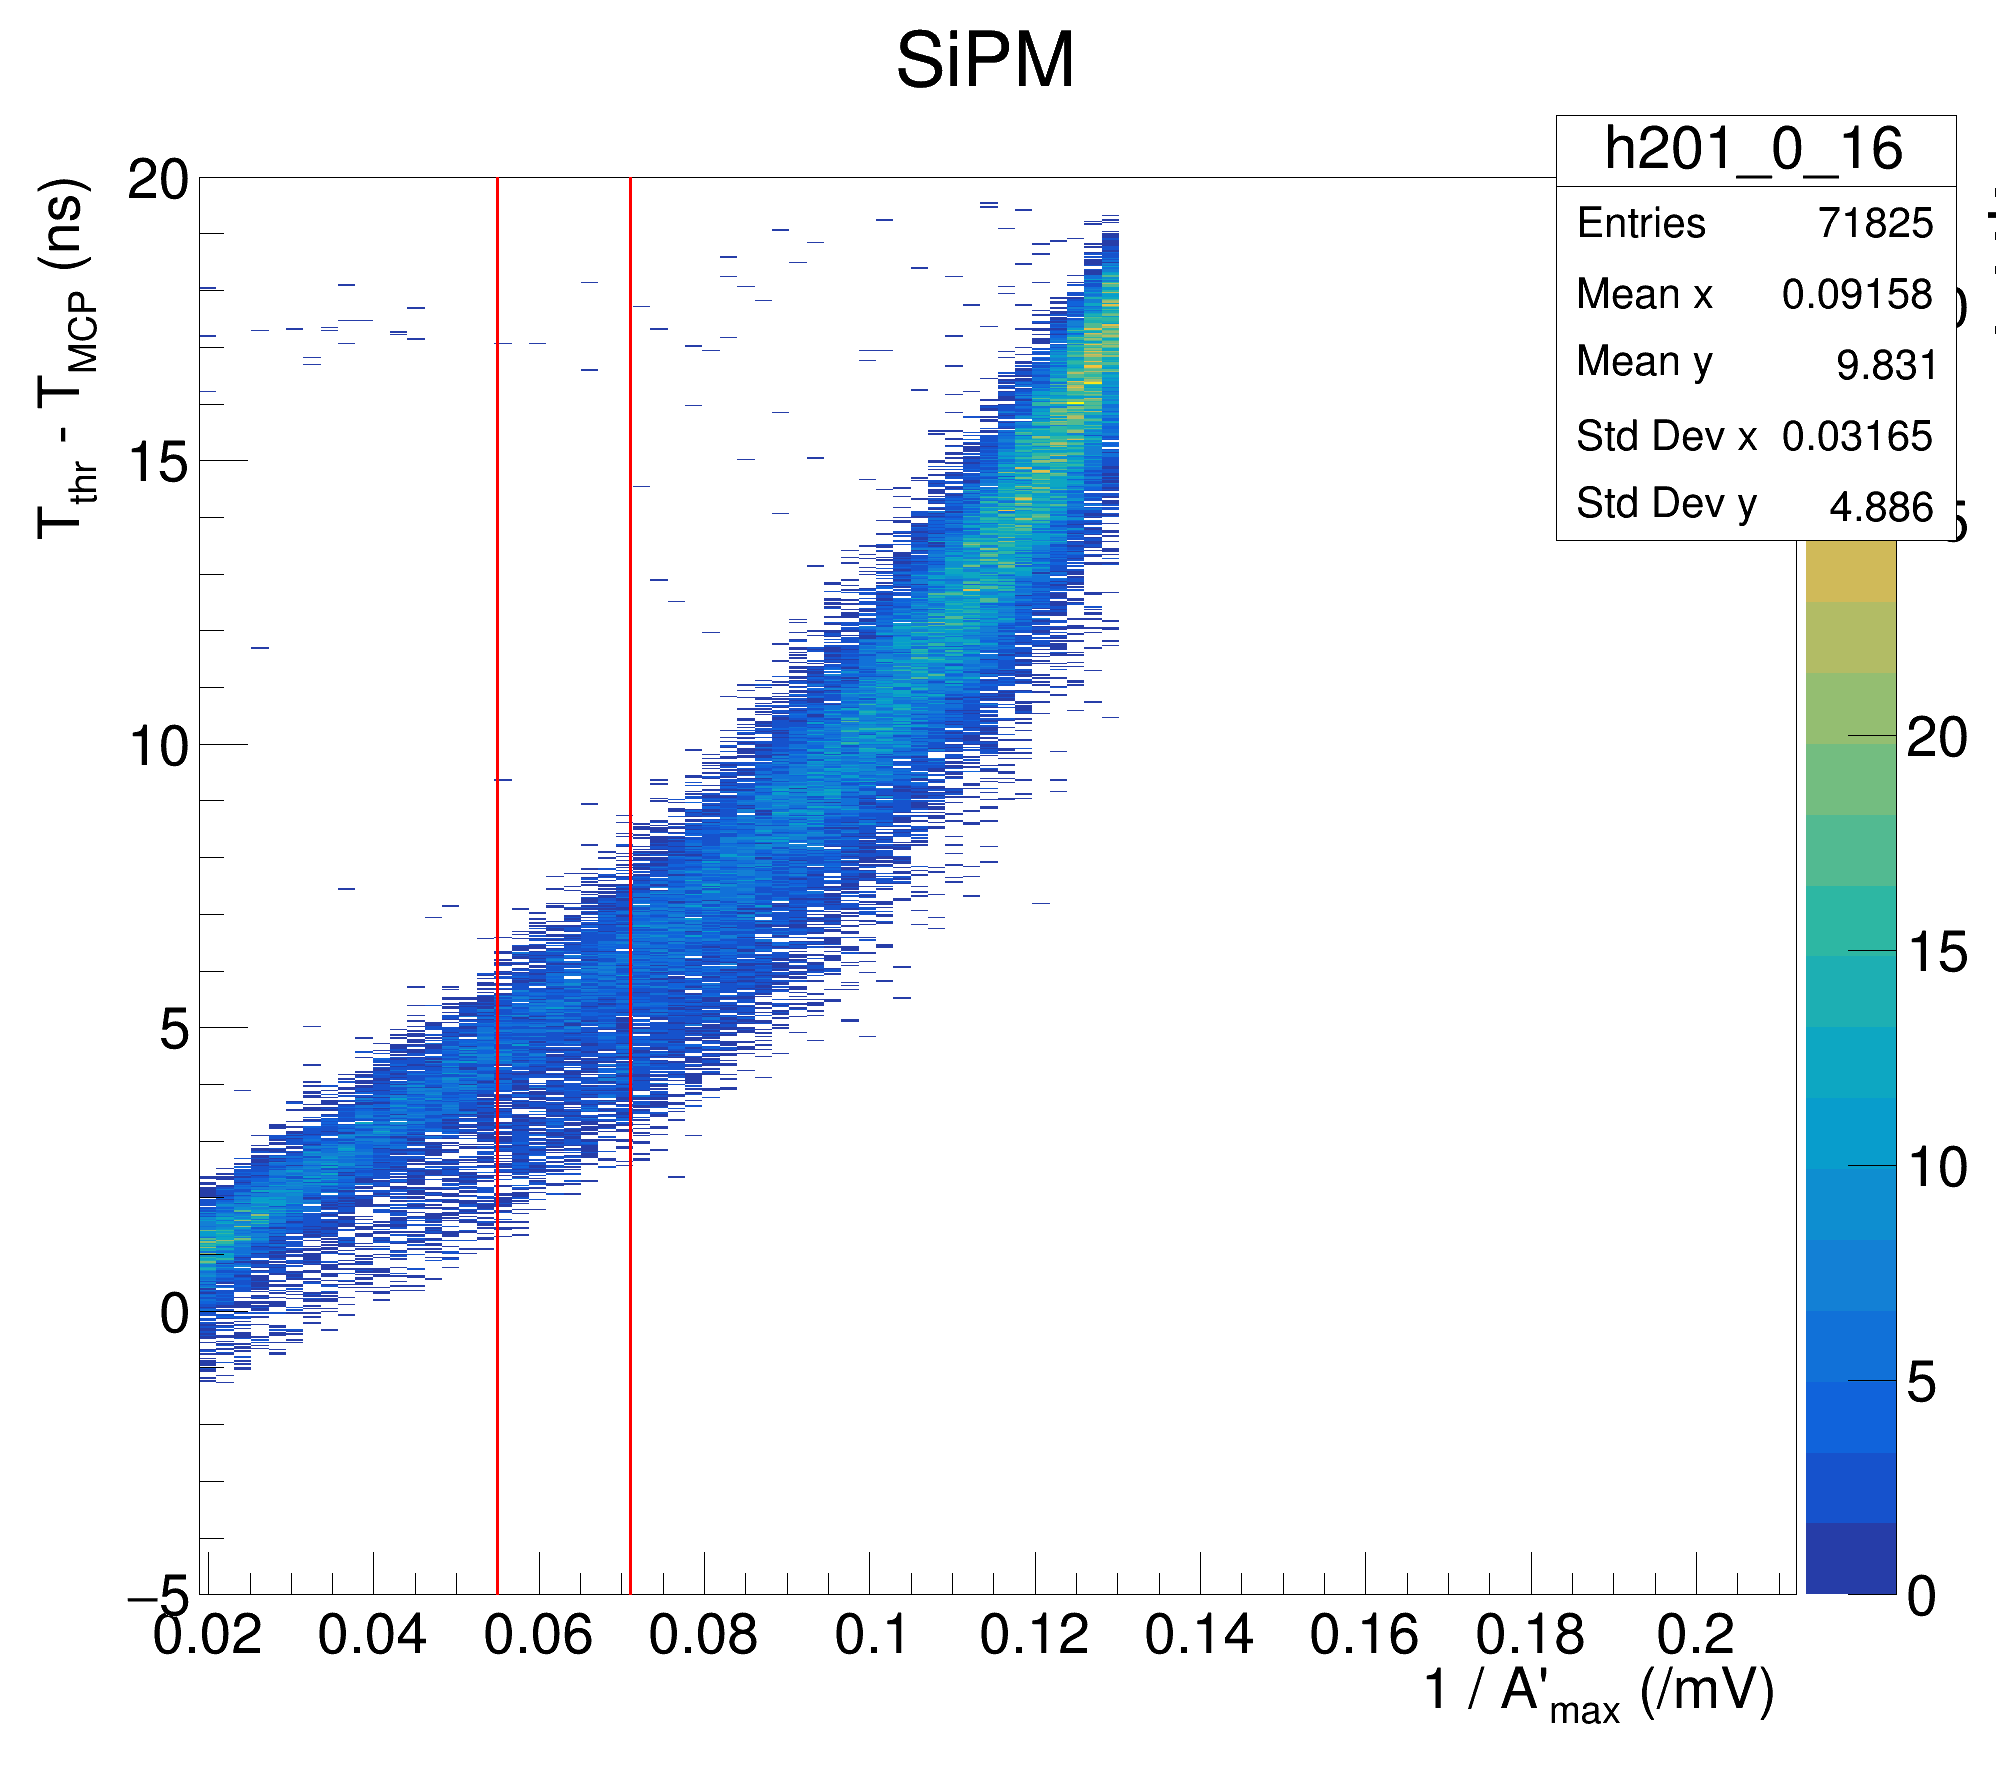 SiPM
T_thr - T_MCP (ns)
20
15
10
5
0
−5
0.02 0.04 0.06 0.08 0.1 0.12 0.14 0.16 0.18 0.2
1 / A'_max (/mV)
h201_0_16
Entries 71825
Mean x 0.09158
Mean y 9.831
Std Dev x 0.03165
Std Dev y 4.886
20
15
10
5
0